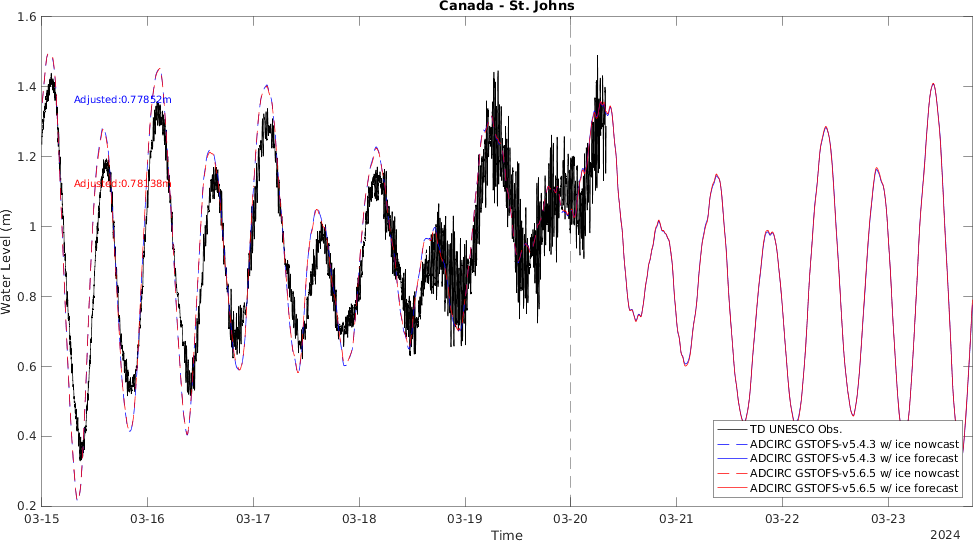 Canada - St. Johns
1.6
1.4
1.2
1
0.8
0.6
0.4
0.2
Water Level (m)
Adjusted:0.77852m
Adjusted:0.78138m
TD UNESCO Obs.
ADCIRC GSTOFS-v5.4.3 w/ ice nowcast
ADCIRC GSTOFS-v5.4.3 w/ ice forecast
ADCIRC GSTOFS-v5.6.5 w/ ice nowcast
ADCIRC GSTOFS-v5.6.5 w/ ice forecast
03-15 03-16 03-17 03-18 03-19 03-20 03-21 03-22 03-23
Time
2024